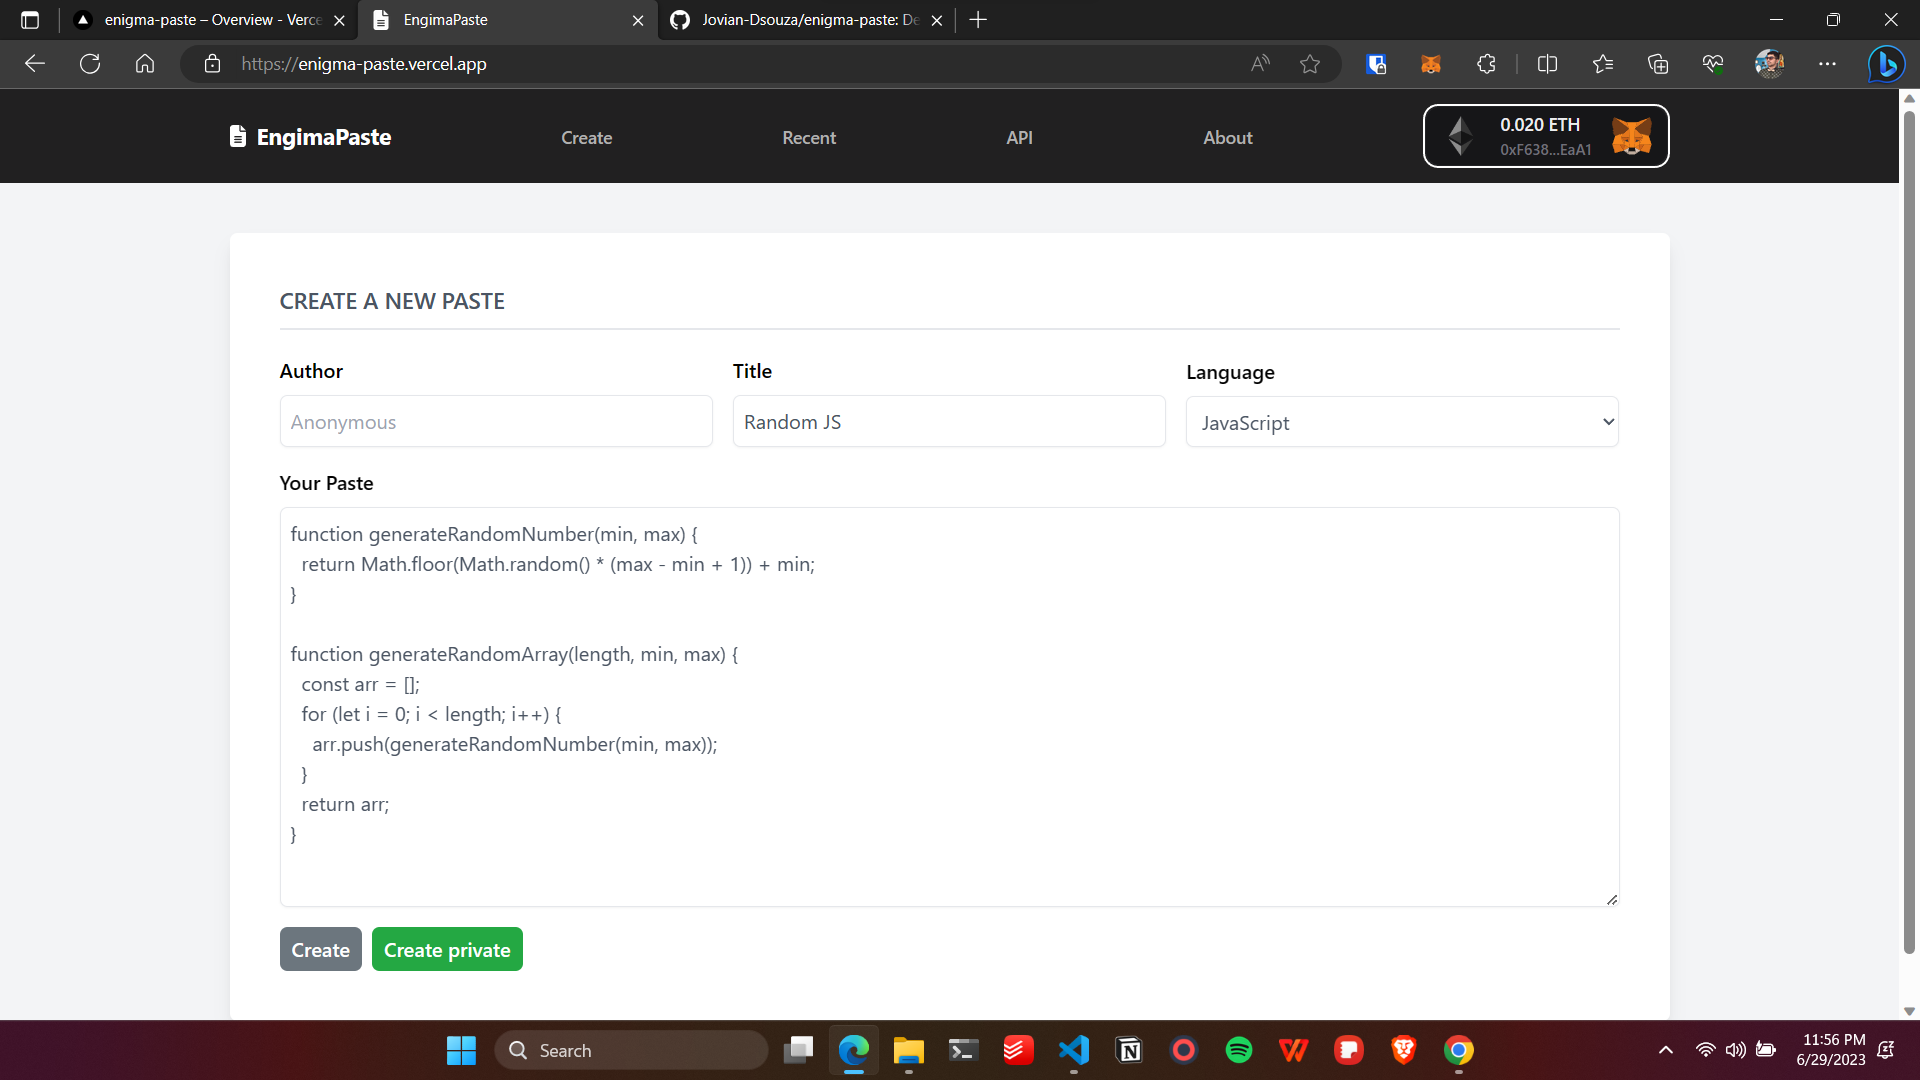 enigma-paste – Overview - Verce
EngimaPaste
Jovian-Dsouza/enigma-paste: De
https://enigma-paste.vercel.app
EngimaPaste
Create
Recent
API
About
0.020 ETH
0xF638...EaA1
CREATE A NEW PASTE
Author
Title
Language
Anonymous
Random JS
JavaScript
Your Paste
function generateRandomNumber(min, max) {
  return Math.floor(Math.random() * (max - min + 1)) + min;
}
function generateRandomArray(length, min, max) {
  const arr = [];
  for (let i = 0; i < length; i++) {
    arr.push(generateRandomNumber(min, max));
  }
  return arr;
}
Create
Create private
Search
11:56 PM
6/29/2023